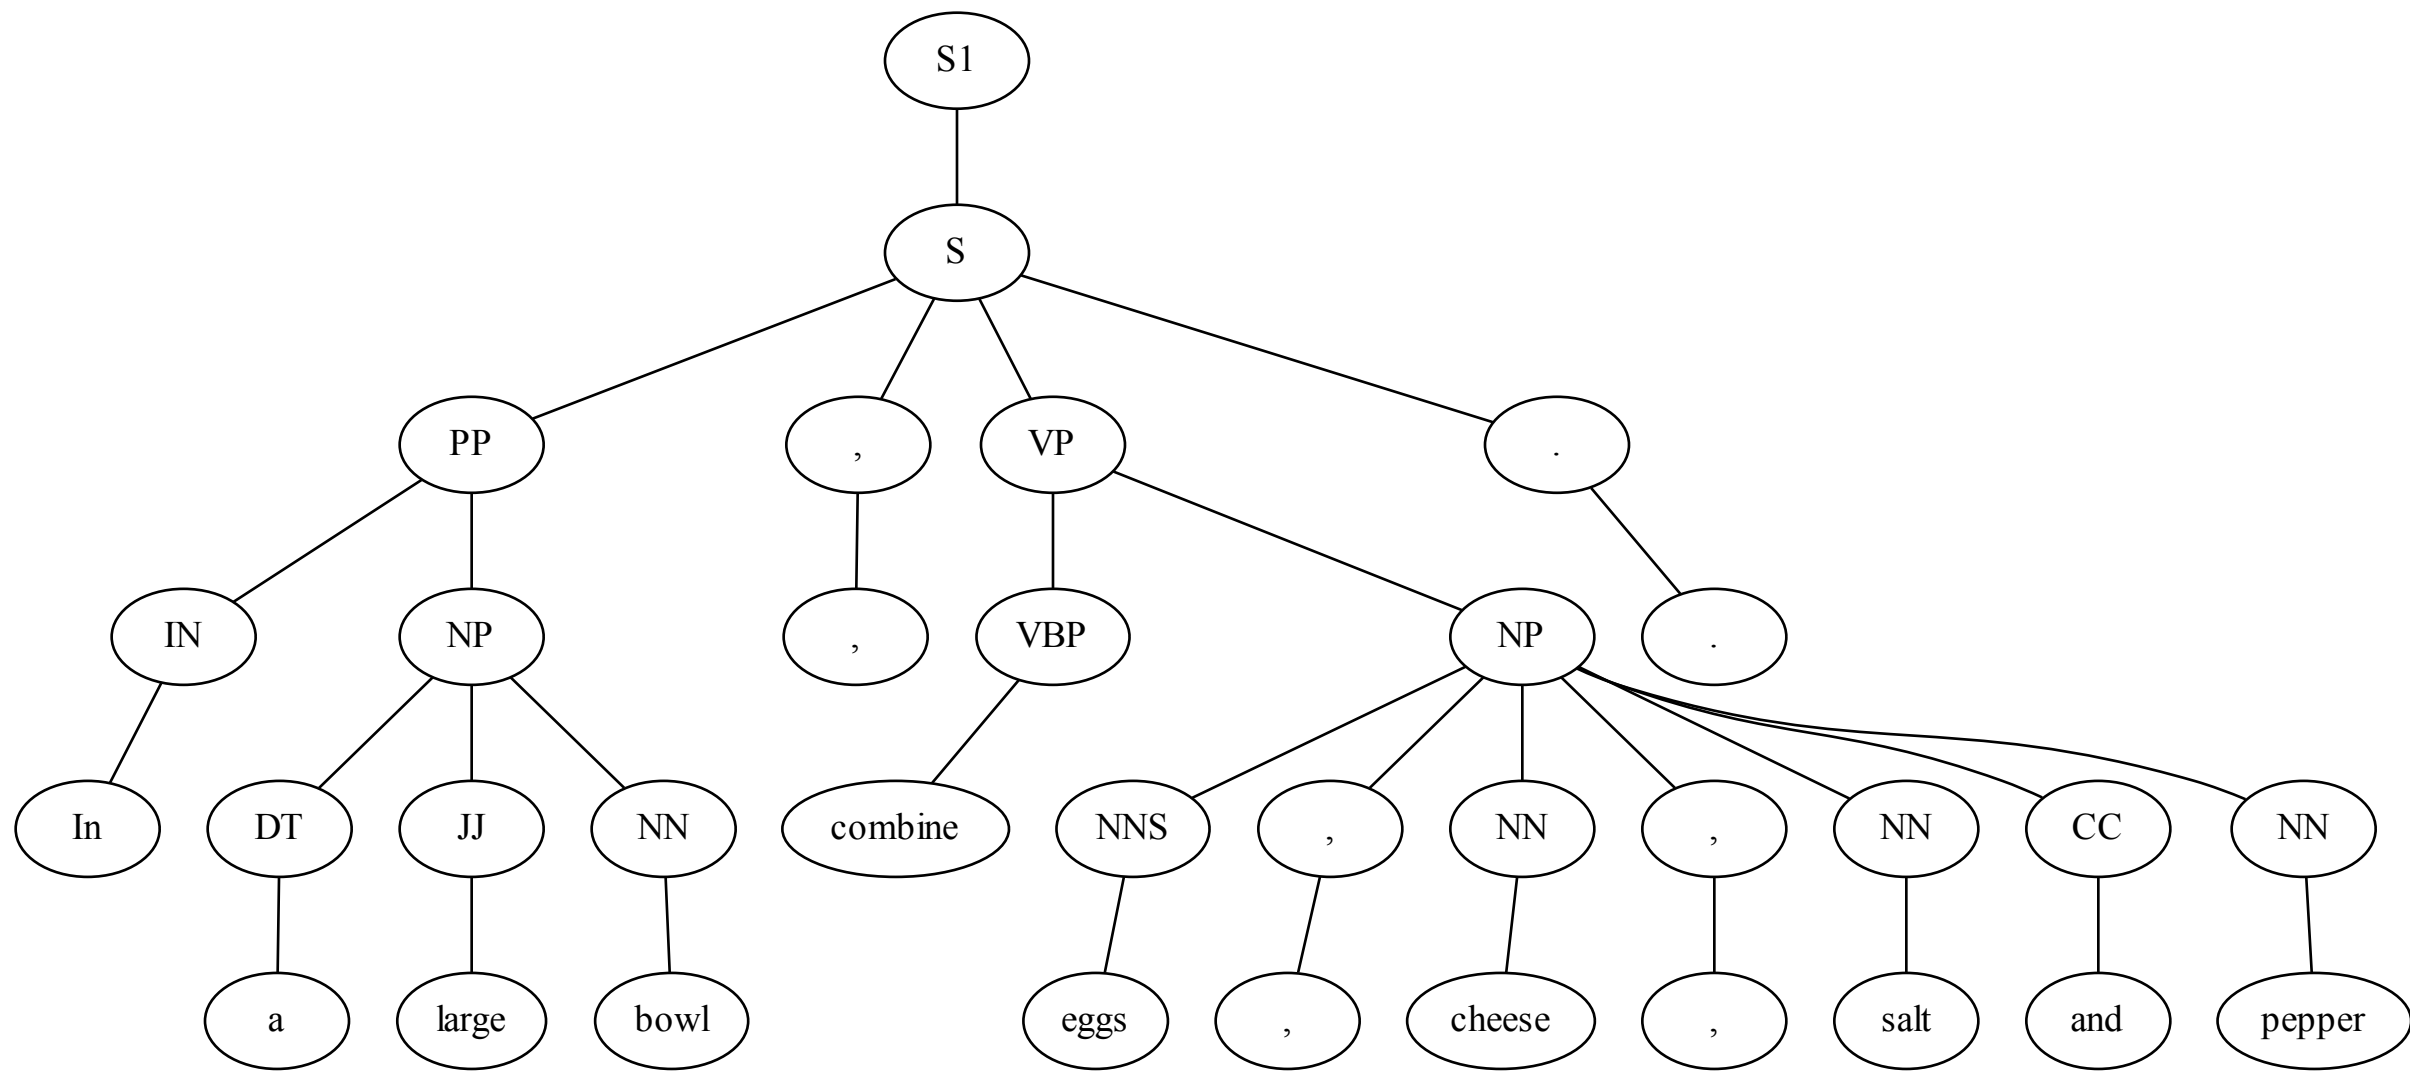 S1
S
PP , VP .
IN NP , VBP NP .
In DT JJ NN combine NNS , NN , NN CC NN
a large bowl eggs , cheese , salt and pepper